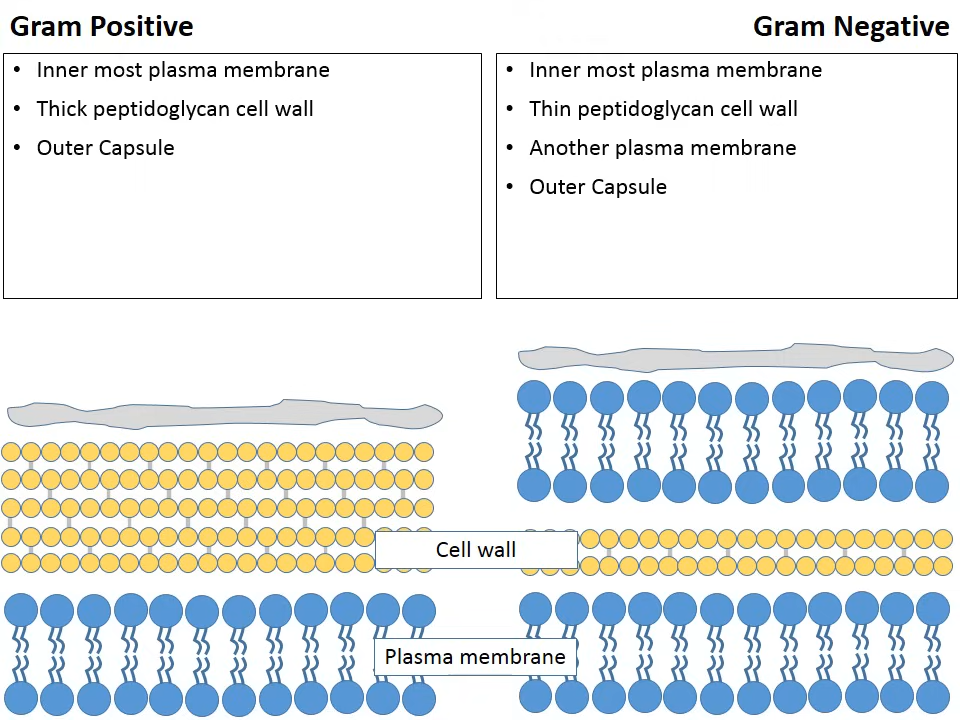 Gram Positive
• Inner most plasma membrane
• Thick peptidoglycan cell wall
• Outer Capsule
Gram Negative
• Inner most plasma membrane
• Thin peptidoglycan cell wall
• Another plasma membrane
• Outer Capsule
Cell wall
Plasma membrane